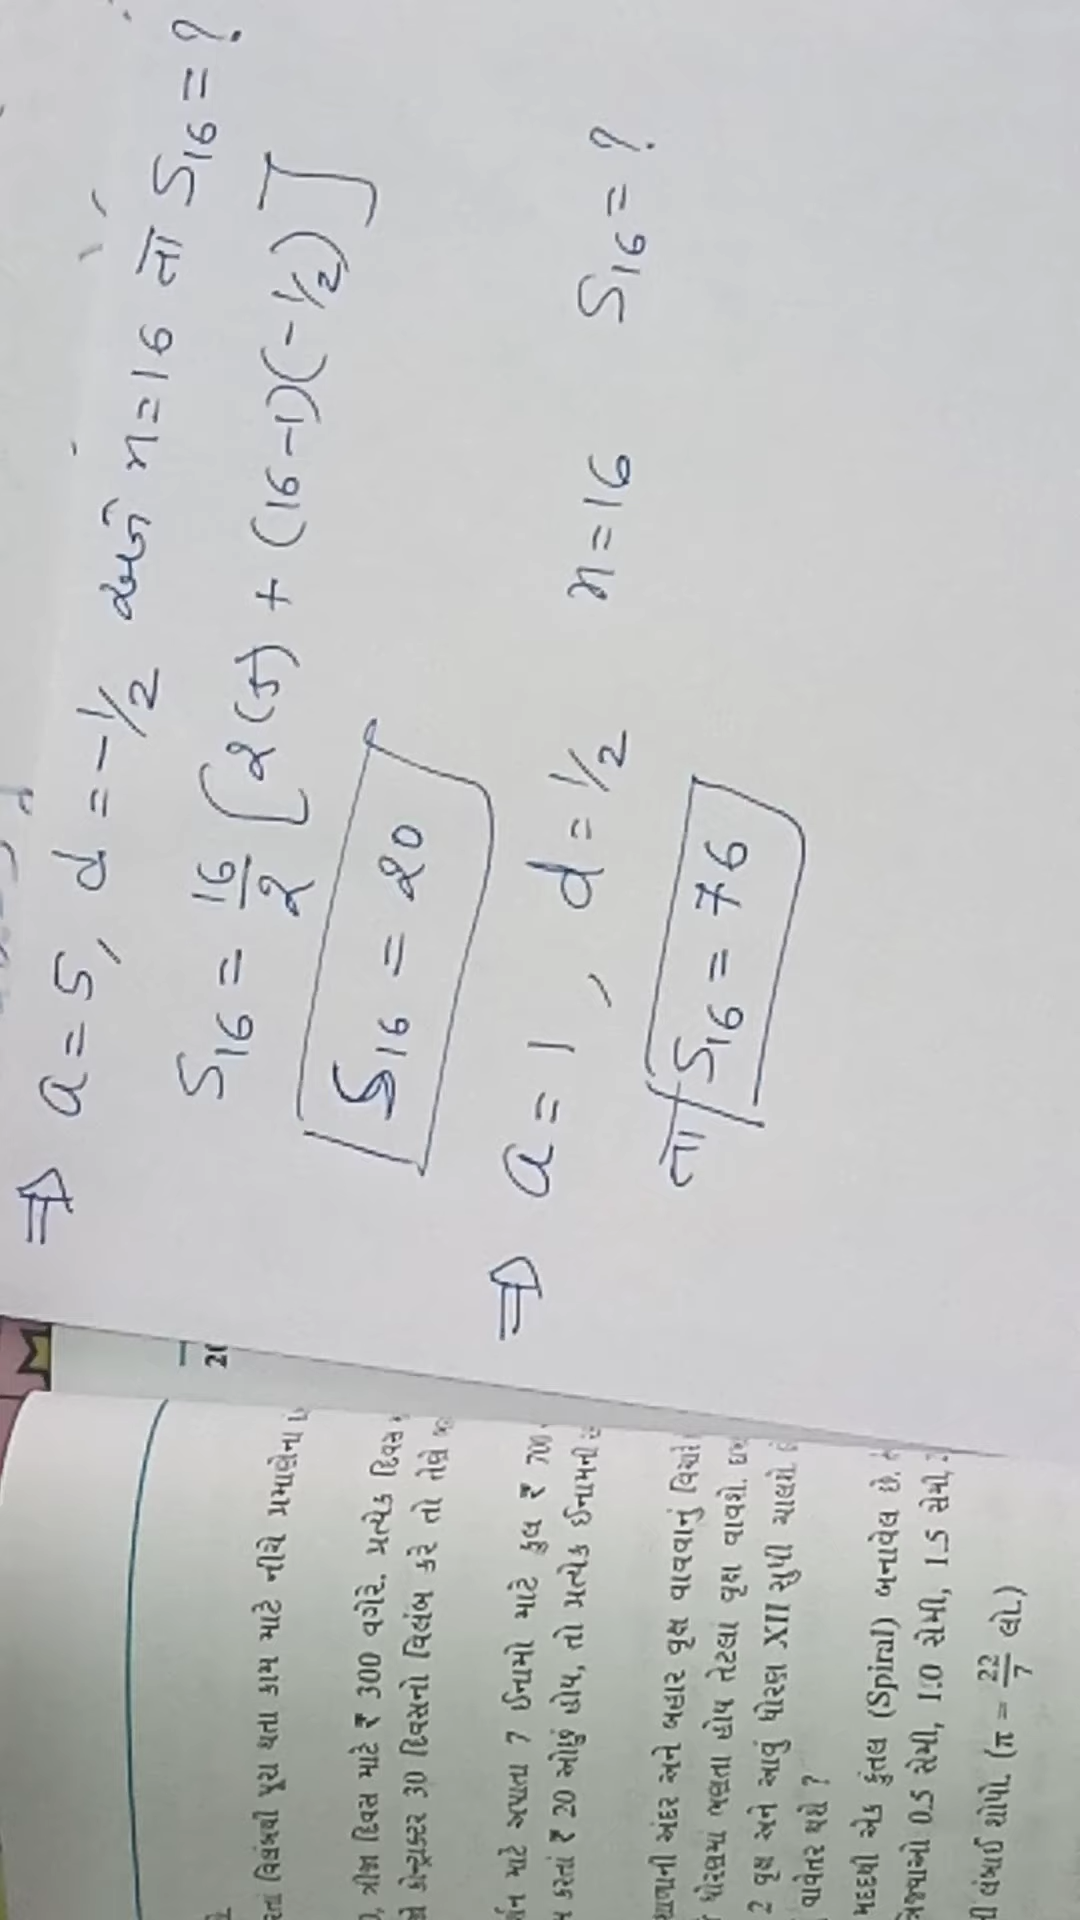 ⇒ a = 5, d = -1/2 અને n = 16 તો S16 = ?
S16 = 16/2 [2(5) + (16-1)(-1/2)]
S16 = 20
⇒ a = 1, d = 1/2 n = 16 S16 = ?
તો S16 = 76
વિલંબથી પૂરા થતા કામ માટે નીચે પ્રમાણેના
ત્રીજા દિવસ માટે ₹ 300 વગેરે. પ્રત્યેક દિવસ
કોન્ટ્રાક્ટર 30 દિવસનો વિલંબ કરે તો તેણે
માટે અપાતા 7 ઈનામો માટે કુલ ₹ 700
કરતાં ₹ 20 ઓછું હોય, તો પ્રત્યેક ઈનામની
શાળાની અંદર અને બહાર વૃક્ષ વાવવાનું
ધોરણમાં ભણતા હોય તેટલાં વૃક્ષ વાવશે.
2 વૃક્ષ અને આવું ધોરણ XII સુધી ચાલશે.
વાવેતર થશે ?
મદદથી એક કુંતલ (Spiral) બનાવેલ છે.
ત્રિજ્યાઓ 0.5 સેમી, 1.0 સેમી, 1.5 સેમી,
લંબાઈ શોધો. (π = 22/7 લો.)